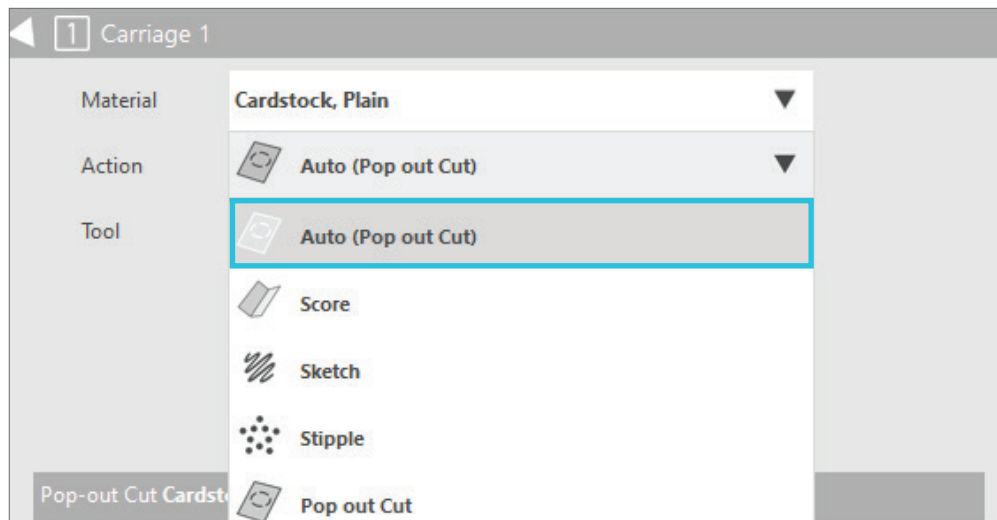 1 Carriage 1
Material Cardstock, Plain
Action Auto (Pop out Cut)
Tool Auto (Pop out Cut)
Score
Sketch
Stipple
Pop-out Cut
Pop out Cut